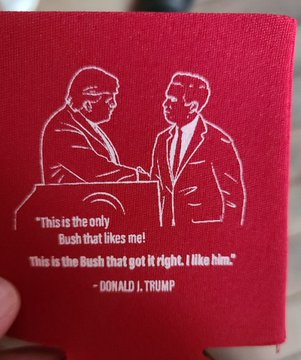 "This is the only
Bush that likes me!
This is the Bush that got it right. I like him."
- DONALD J. TRUMP